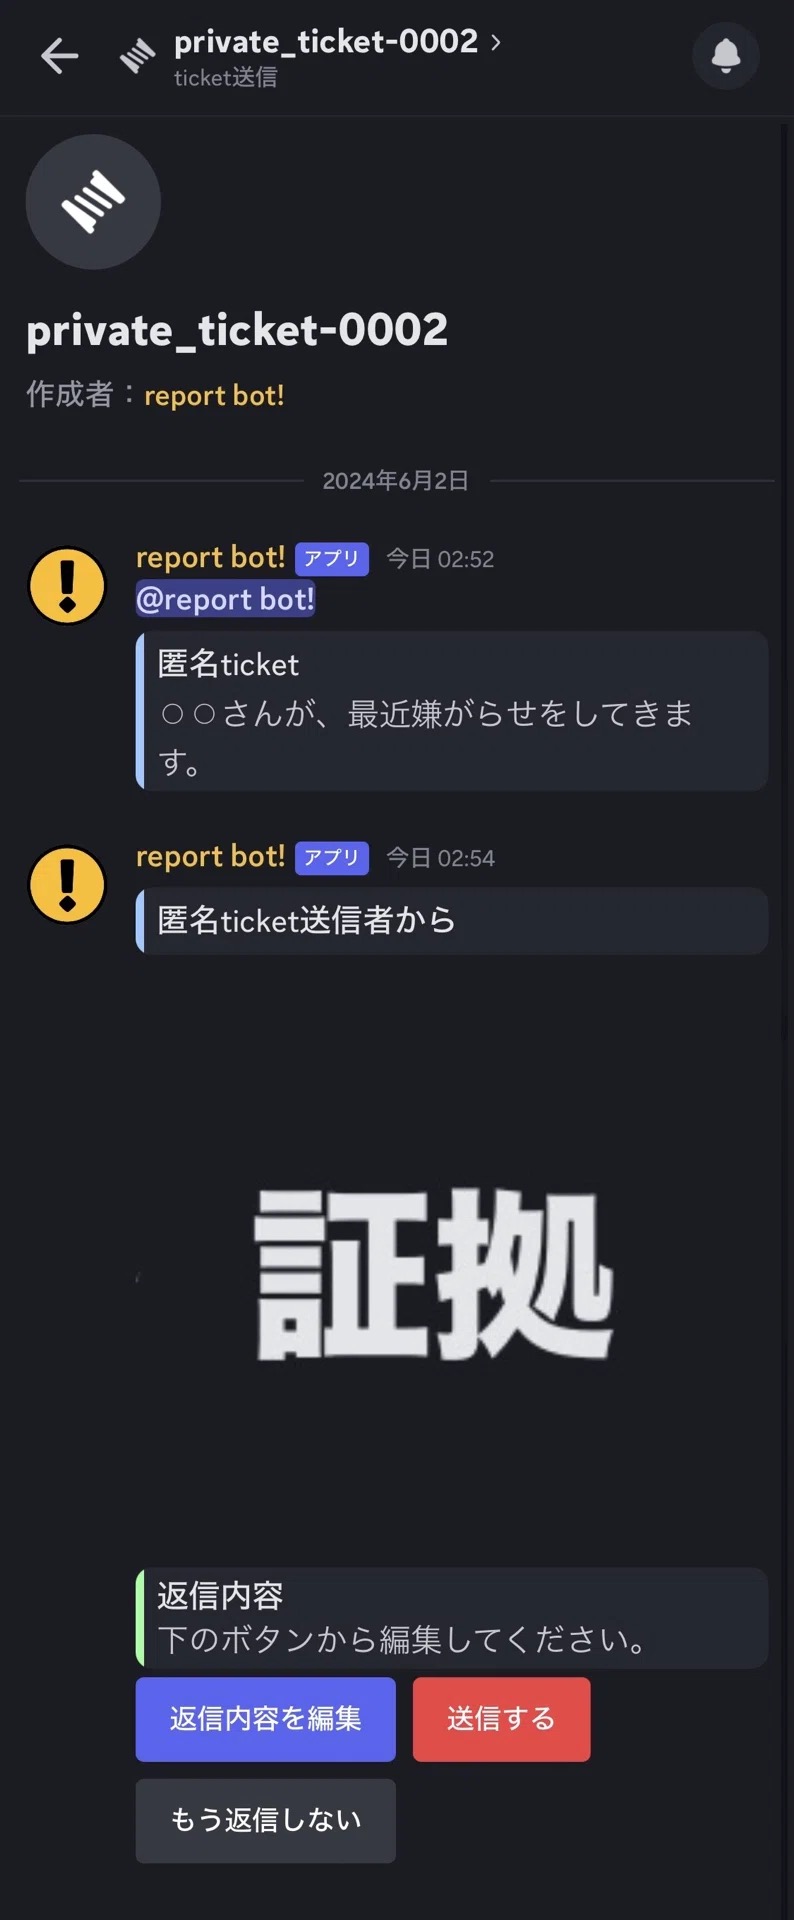 private_ticket-0002 >
ticket送信
private_ticket-0002
作成者：report bot!
2024年6月2日
report bot! アプリ 今日 02:52
@report bot!
匿名ticket
○○さんが、最近嫌がらせをしてきま
す。
report bot! アプリ 今日 02:54
匿名ticket送信者から
証拠
返信内容
下のボタンから編集してください。
返信内容を編集 送信する
もう返信しない